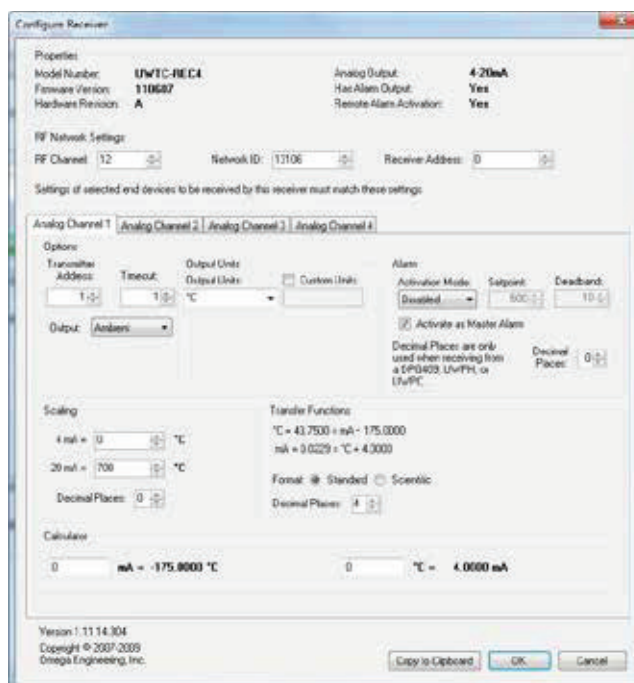 Configure Receiver
Properties
Model Number: UWTC-REC4
Firmware Version: 110607
Hardware Revision: A
Analog Output: 4-20mA
Has Alarm Output: Yes
Remote Alarm Activation: Yes
RF Network Settings
RF Channel: 12 Network ID: 13106 Receiver Address: 0
Settings of selected end devices to be received by this receiver must match these settings
Analog Channel 1 Analog Channel 2 Analog Channel 3 Analog Channel 4
Options
Transmitter Address: 1
Timeout: 1
Output Units
Output Units: °C
Custom Units
Output: Ambient
Alarm
Activation Mode: Disabled
Setpoint: 600
Deadband: 10
Activate as Master Alarm
Decimal Places are only
used when receiving from
a DPG409, UWPH, or
UWPC
Decimal Places: 0
Scaling
4 mA = 0 °C
20 mA = 700 °C
Decimal Places: 0
Transfer Functions
°C = 43.7500 × mA - 175.0000
mA = 0.0229 × °C + 4.0000
Format: Standard Scientific
Decimal Places: 4
Calculator
0 mA = -175.0000 °C
0 °C = 4.0000 mA
Version 1.11.14.304
Copyright © 2007-2009
Omega Engineering, Inc.
Copy to Clipboard OK Cancel